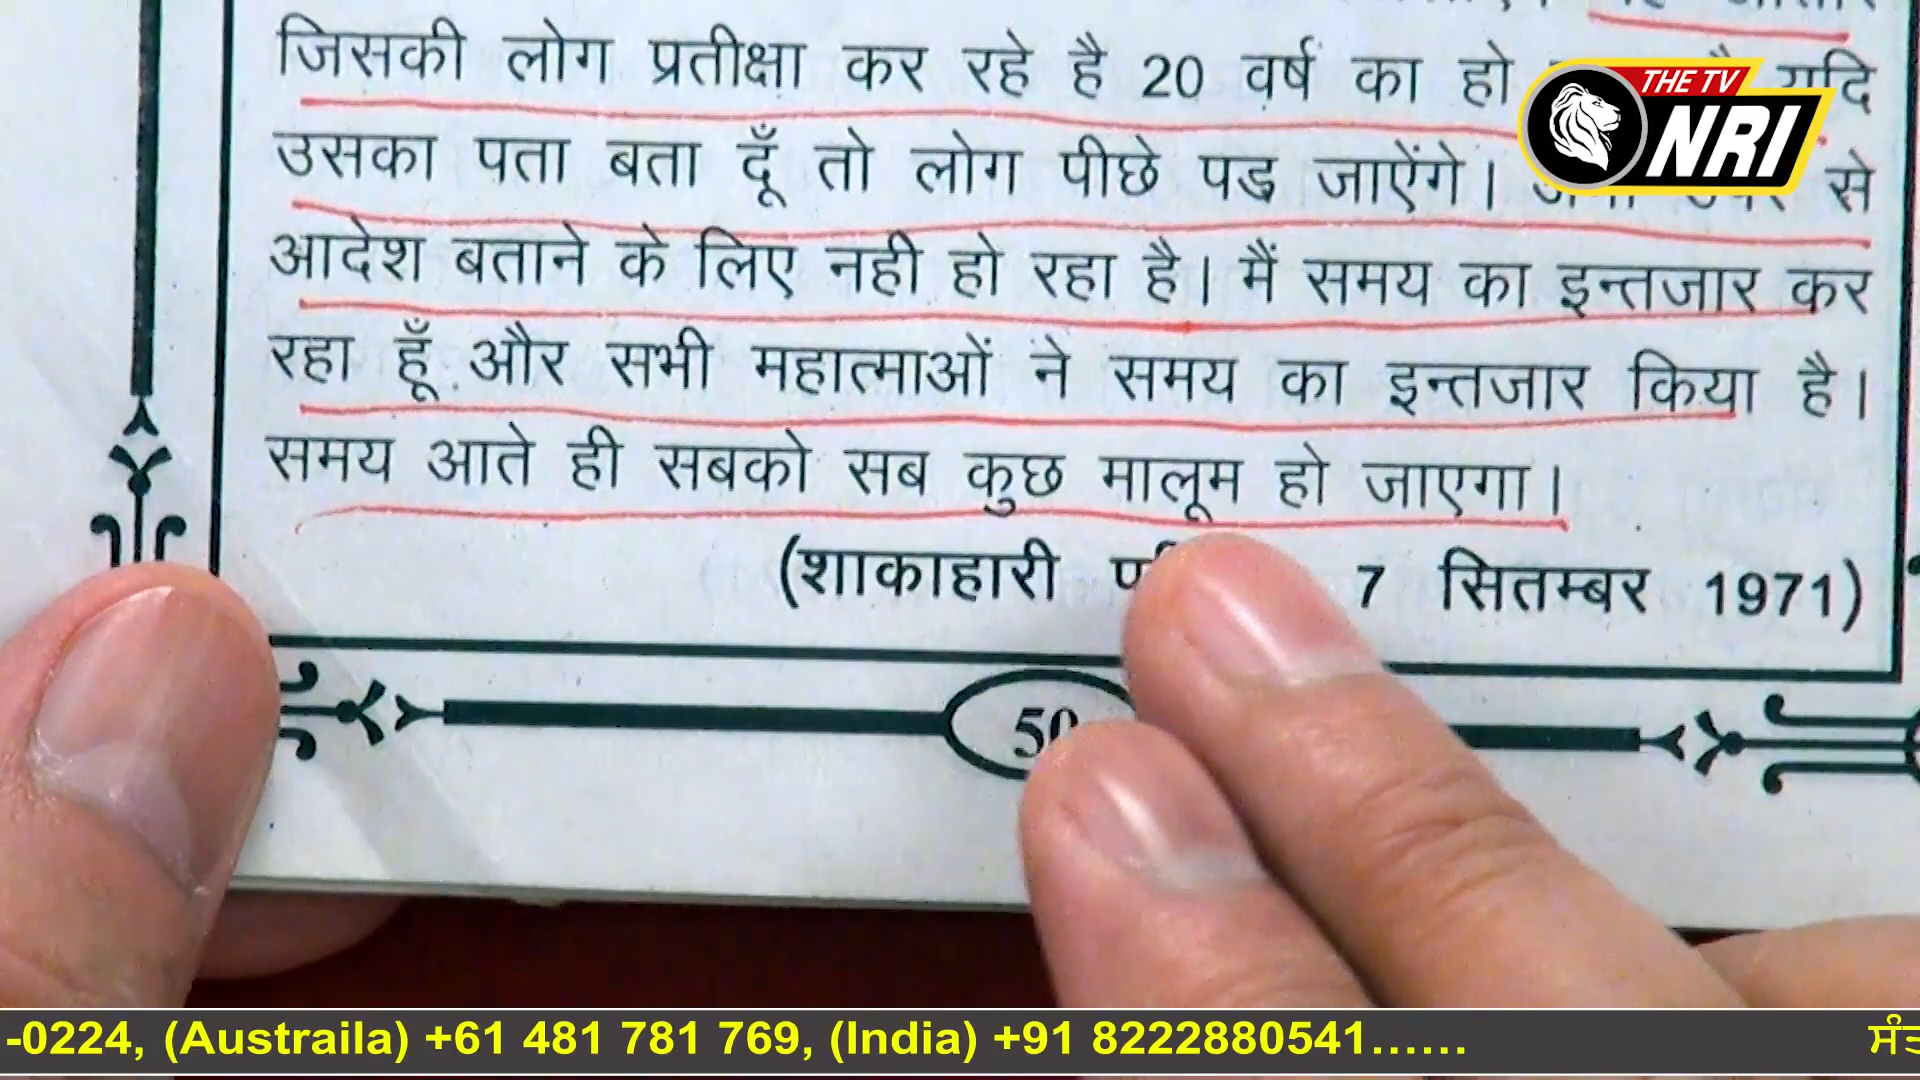 जिसकी लोग प्रतीक्षा कर रहे है 20 वर्ष का हो यदि
उसका पता बता दूँ तो लोग पीछे पड जाऐंगे। से
आदेश बताने के लिए नही हो रहा है। मैं समय का इन्तजार कर
रहा हूँ और सभी महात्माओं ने समय का इन्तजार किया है।
समय आते ही सबको सब कुछ मालूम हो जाएगा।
(शाकाहारी 7 सितम्बर 1971)
50
THE TV
NRI
-0224, (Austraila) +61 481 781 769, (India) +91 8222880541......